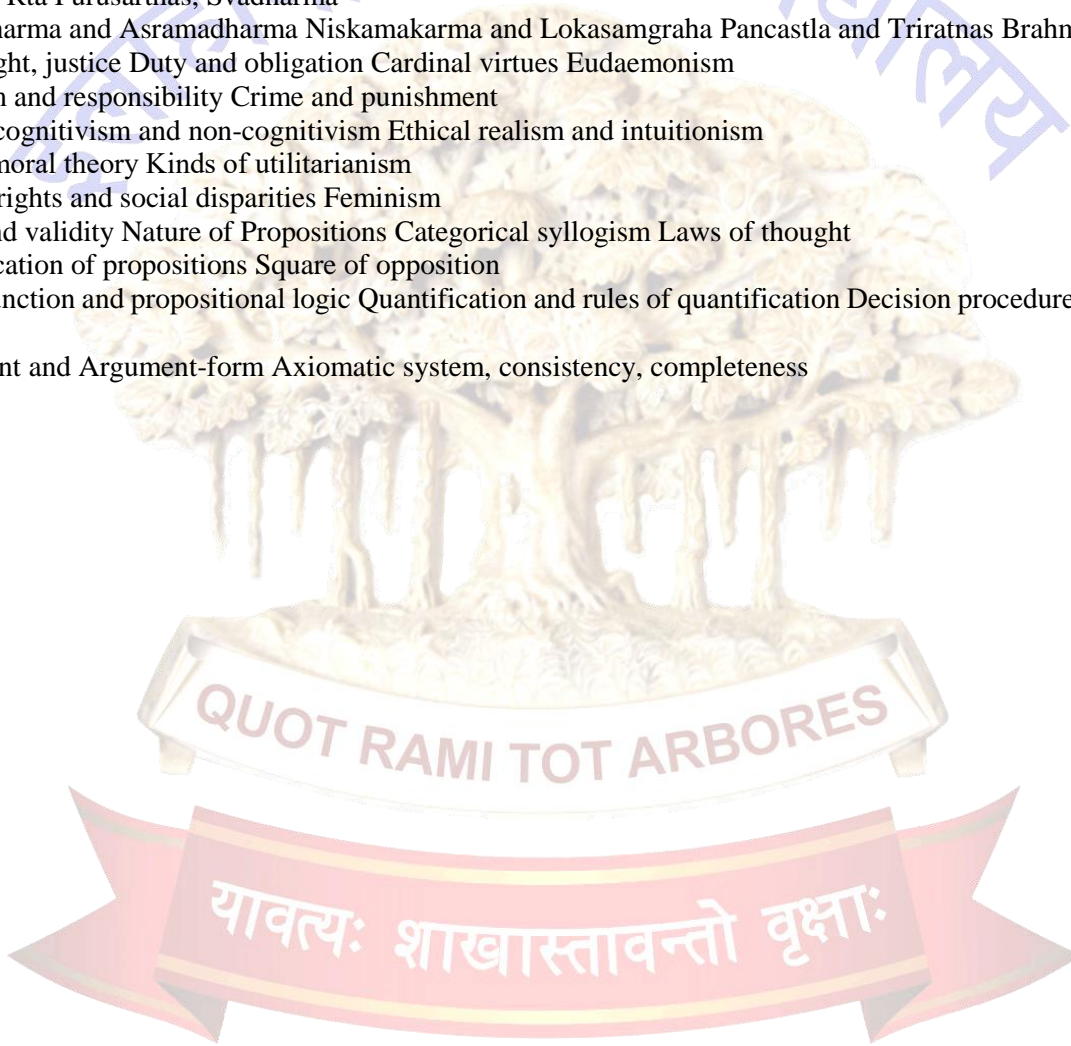 Rta Purusarthas, Svadharma
harma and Asramadharma Niskamakarma and Lokasamgraha Pancastla and Triratnas Brahm
ght, justice Duty and obligation Cardinal virtues Eudaemonism
n and responsibility Crime and punishment
cognitivism and non-cognitivism Ethical realism and intuitionism
moral theory Kinds of utilitarianism
rights and social disparities Feminism
nd validity Nature of Propositions Categorical syllogism Laws of thought
cation of propositions Square of opposition
unction and propositional logic Quantification and rules of quantification Decision procedure
nt and Argument-form Axiomatic system, consistency, completeness
QUOT RAMI TOT ARBORES
यावत्यः शाखास्तावन्तो वृक्षाः